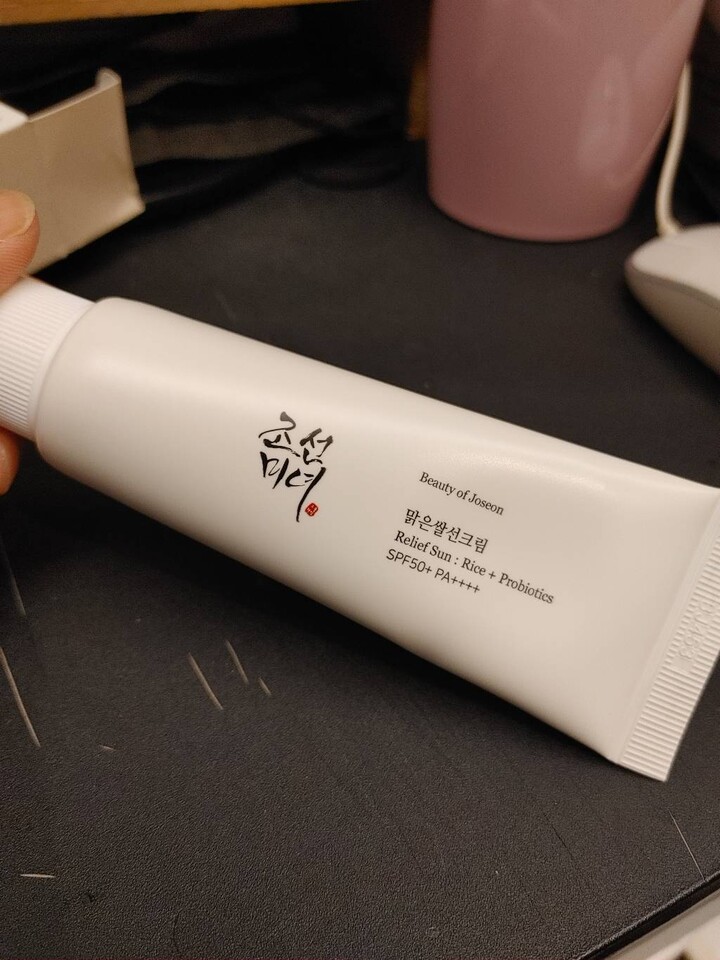 조선
미녀
Beauty of Joseon
맑은쌀선크림
Relief Sun : Rice + Probiotics
SPF50+ PA++++